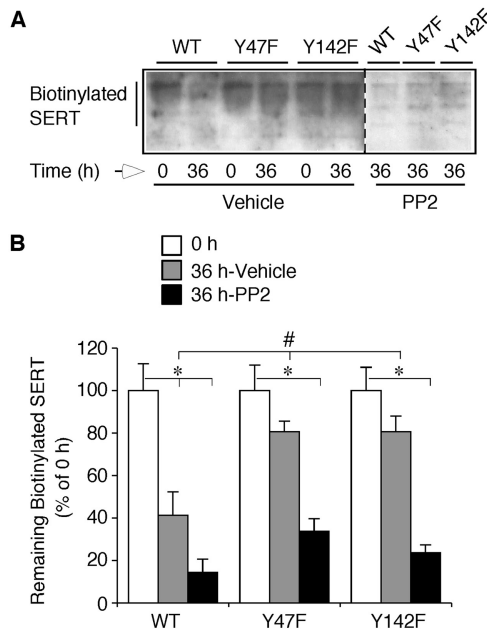 A
WT Y47F Y142F WT Y47F Y142F
Biotinylated
SERT
Time (h) 0 36 0 36 0 36 36 36 36
Vehicle PP2
B
0 h
36 h-Vehicle
36 h-PP2
Remaining Biotinylated SERT
(% of 0 h)
120
100
80
60
40
20
0
#
* * *
WT Y47F Y142F